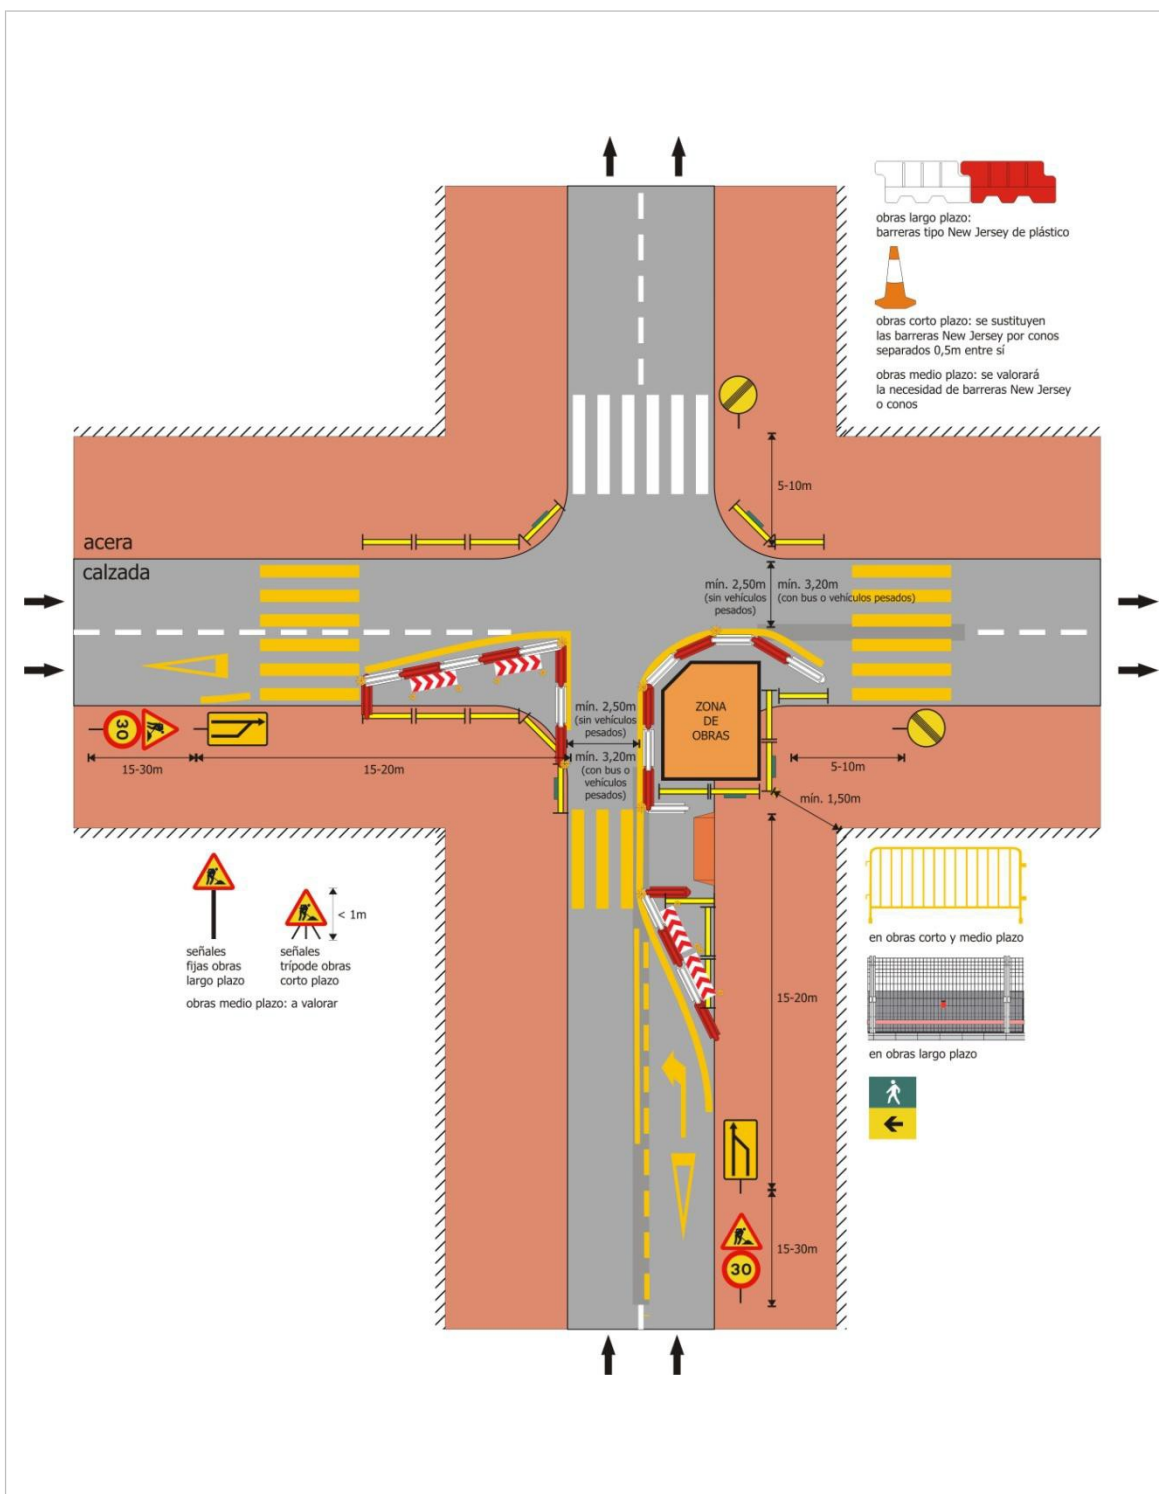 obras largo plazo:
barreras tipo New Jersey de plástico
obras corto plazo: se sustituyen
las barreras New Jersey por conos
separados 0,5m entre sí
obras medio plazo: se valorará
la necesidad de barreras New Jersey
o conos
5-10m
acera
calzada
mín. 2,50m
(sin vehículos
pesados)
mín. 3,20m
(con bus o vehículos pesados)
ZONA
DE
OBRAS
mín. 2,50m
(sin vehículos
pesados)
mín. 3,20m
(con bus o
vehículos
pesados)
30
15-30m
15-20m
5-10m
mín. 1,50m
< 1m
señales
fijas obras
largo plazo
señales
trípode obras
corto plazo
obras medio plazo: a valorar
en obras corto y medio plazo
en obras largo plazo
15-20m
15-30m
30